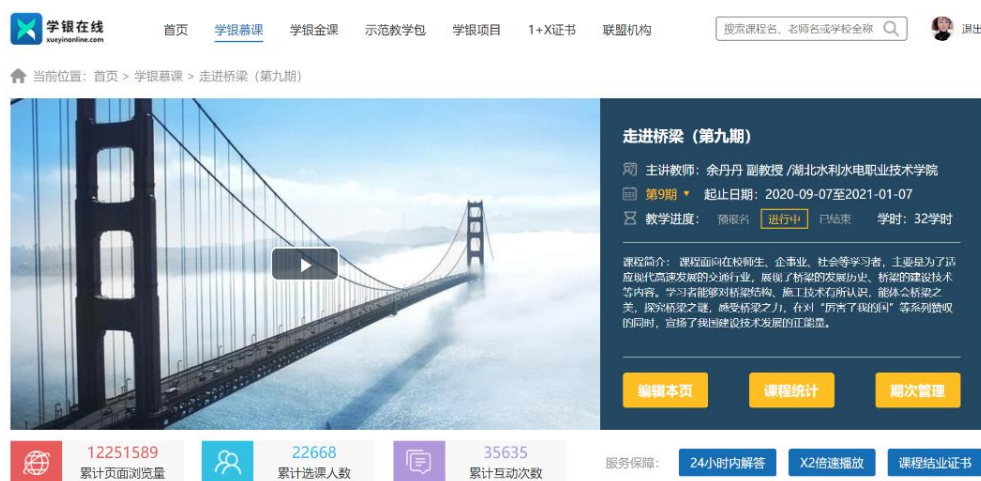 学银在线
xueyinonline.com
首页
学银慕课
学银金课
示范教学包
学银项目
1+X证书
联盟机构
搜索课程名、老师名或学校全称
退出
当前位置：首页 > 学银慕课 > 走进桥梁（第九期）
走进桥梁（第九期）
主讲教师：余丹丹 副教授 /湖北水利水电职业技术学院
第9期 起止日期：2020-09-07至2021-01-07
教学进度： 预报名 进行中 已结束 学时：32学时
课程简介： 课程面向在校师生、企事业、社会等学习者，主要是为了适
应现代高速发展的交通行业，展现了桥梁的发展历史、桥梁的建设技术
等内容。学习者能够对桥梁结构、施工技术有所认识，能体会桥梁之
美，探究桥梁之谜，感受桥梁之力，在对“厉害了我的国”等系列赞叹
的同时，宣扬了我国建设技术发展的正能量。
编辑本页
课程统计
期次管理
12251589
累计页面浏览量
22668
累计选课人数
35635
累计互动次数
服务保障：
24小时内解答
X2倍速播放
课程结业证书